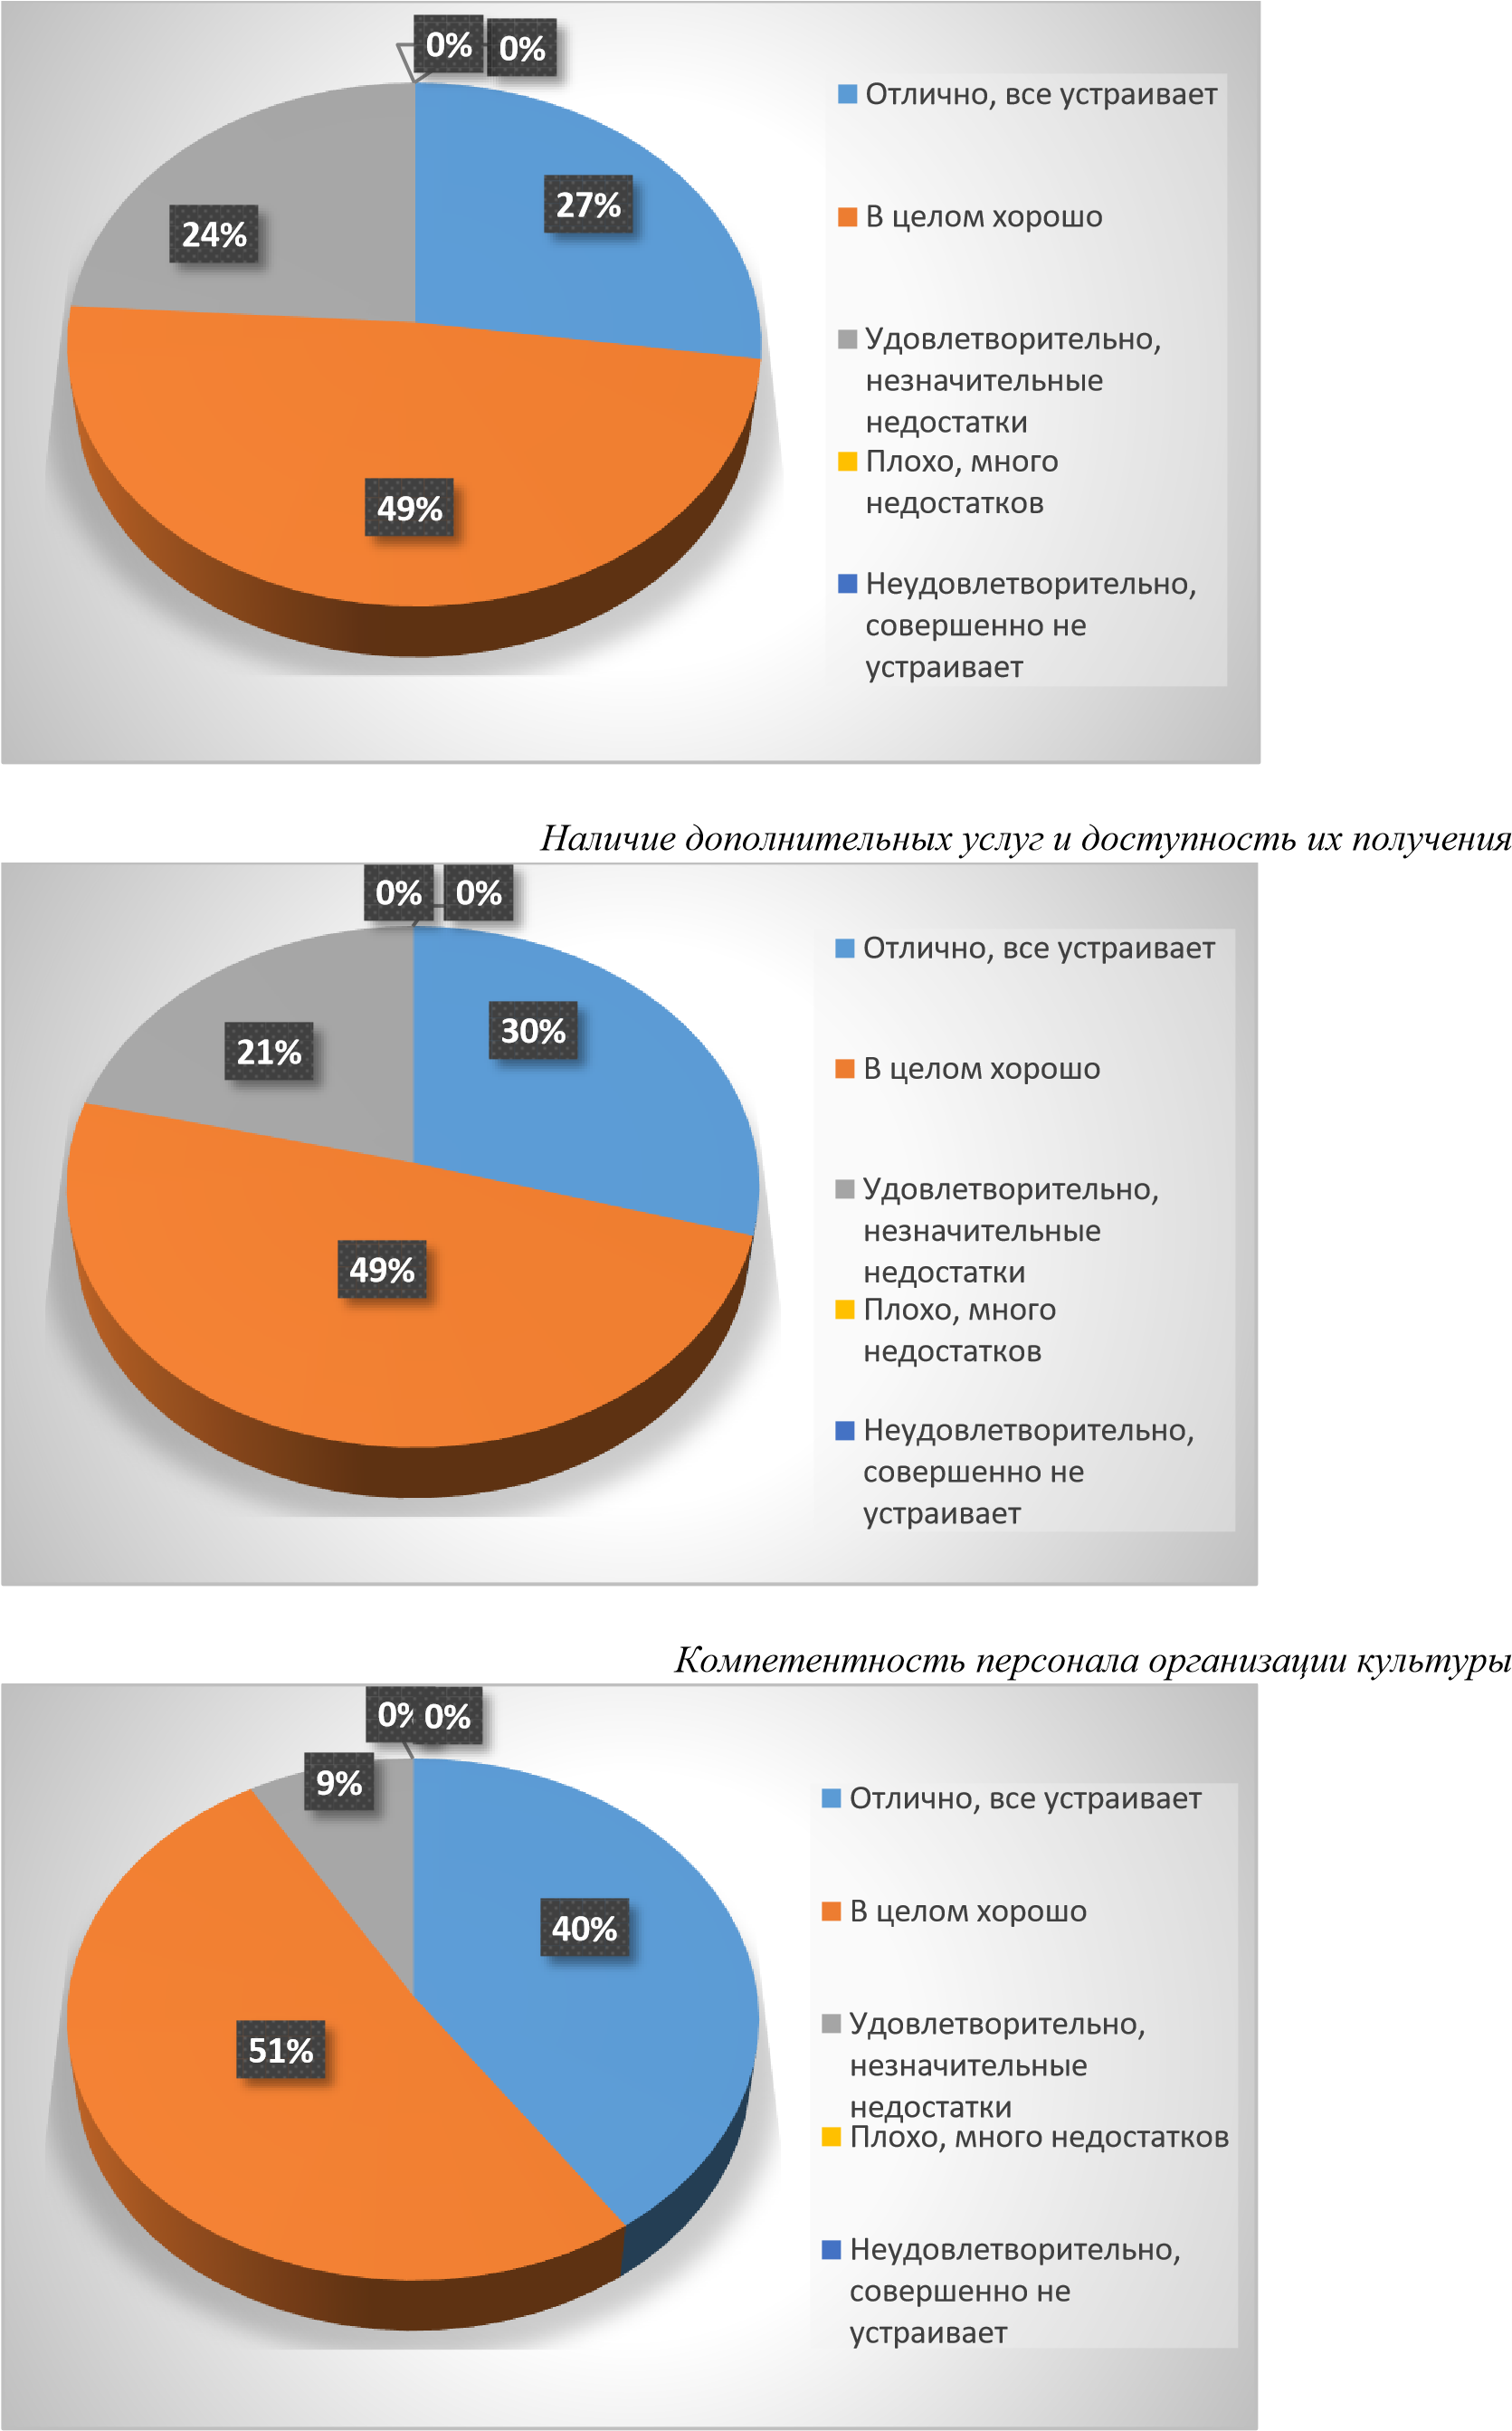 0%
0%
27%
24%
49%
Отлично, все устраивает
В целом хорошо
Удовлетворительно,
незначительные
недостатки
Плохо, много
недостатков
Неудовлетворительно,
совершенно не
устраивает
Наличие дополнительных услуг и доступность их получения
0%
0%
30%
21%
49%
Отлично, все устраивает
В целом хорошо
Удовлетворительно,
незначительные
недостатки
Плохо, много
недостатков
Неудовлетворительно,
совершенно не
устраивает
Компетентность персонала организации культуры
0%
0%
9%
40%
51%
Отлично, все устраивает
В целом хорошо
Удовлетворительно,
незначительные
недостатки
Плохо, много недостатков
Неудовлетворительно,
совершенно не
устраивает